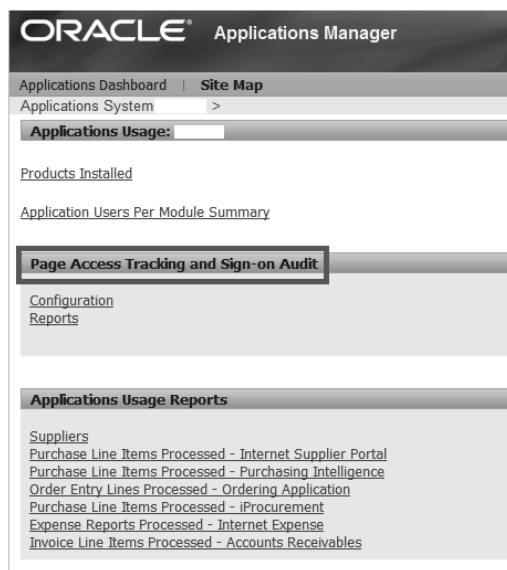 ORACLE® Applications Manager
Applications Dashboard | Site Map
Applications System >
Applications Usage:
Products Installed
Application Users Per Module Summary
Page Access Tracking and Sign-on Audit
Configuration
Reports
Applications Usage Reports
Suppliers
Purchase Line Items Processed - Internet Supplier Portal
Purchase Line Items Processed - Purchasing Intelligence
Order Entry Lines Processed - Ordering Application
Purchase Line Items Processed - iProcurement
Expense Reports Processed - Internet Expense
Invoice Line Items Processed - Accounts Receivables